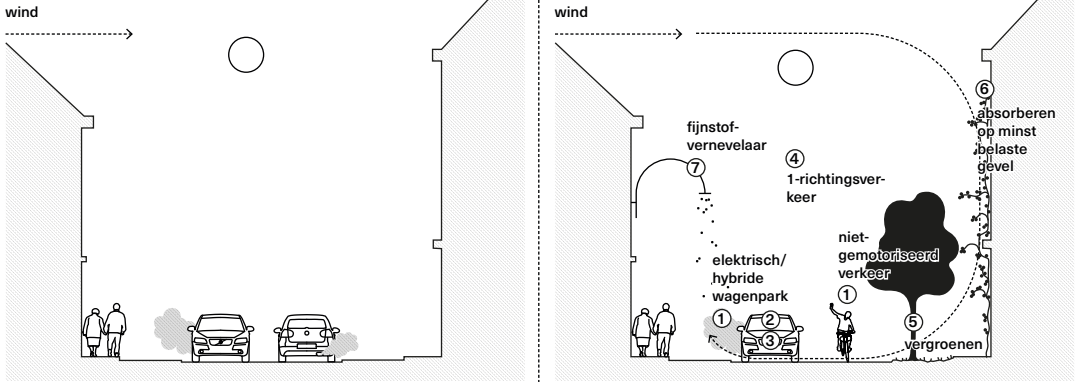 wind
wind
6
absorberen
op minst
belaste
gevel
fijnstof-
vernevelaar
7
4
1-richtingsver-
keer
niet-
gemotoriseerd
verkeer
1
elektrisch/
hybride
wagenpark
1
2
3
5
vergroenen